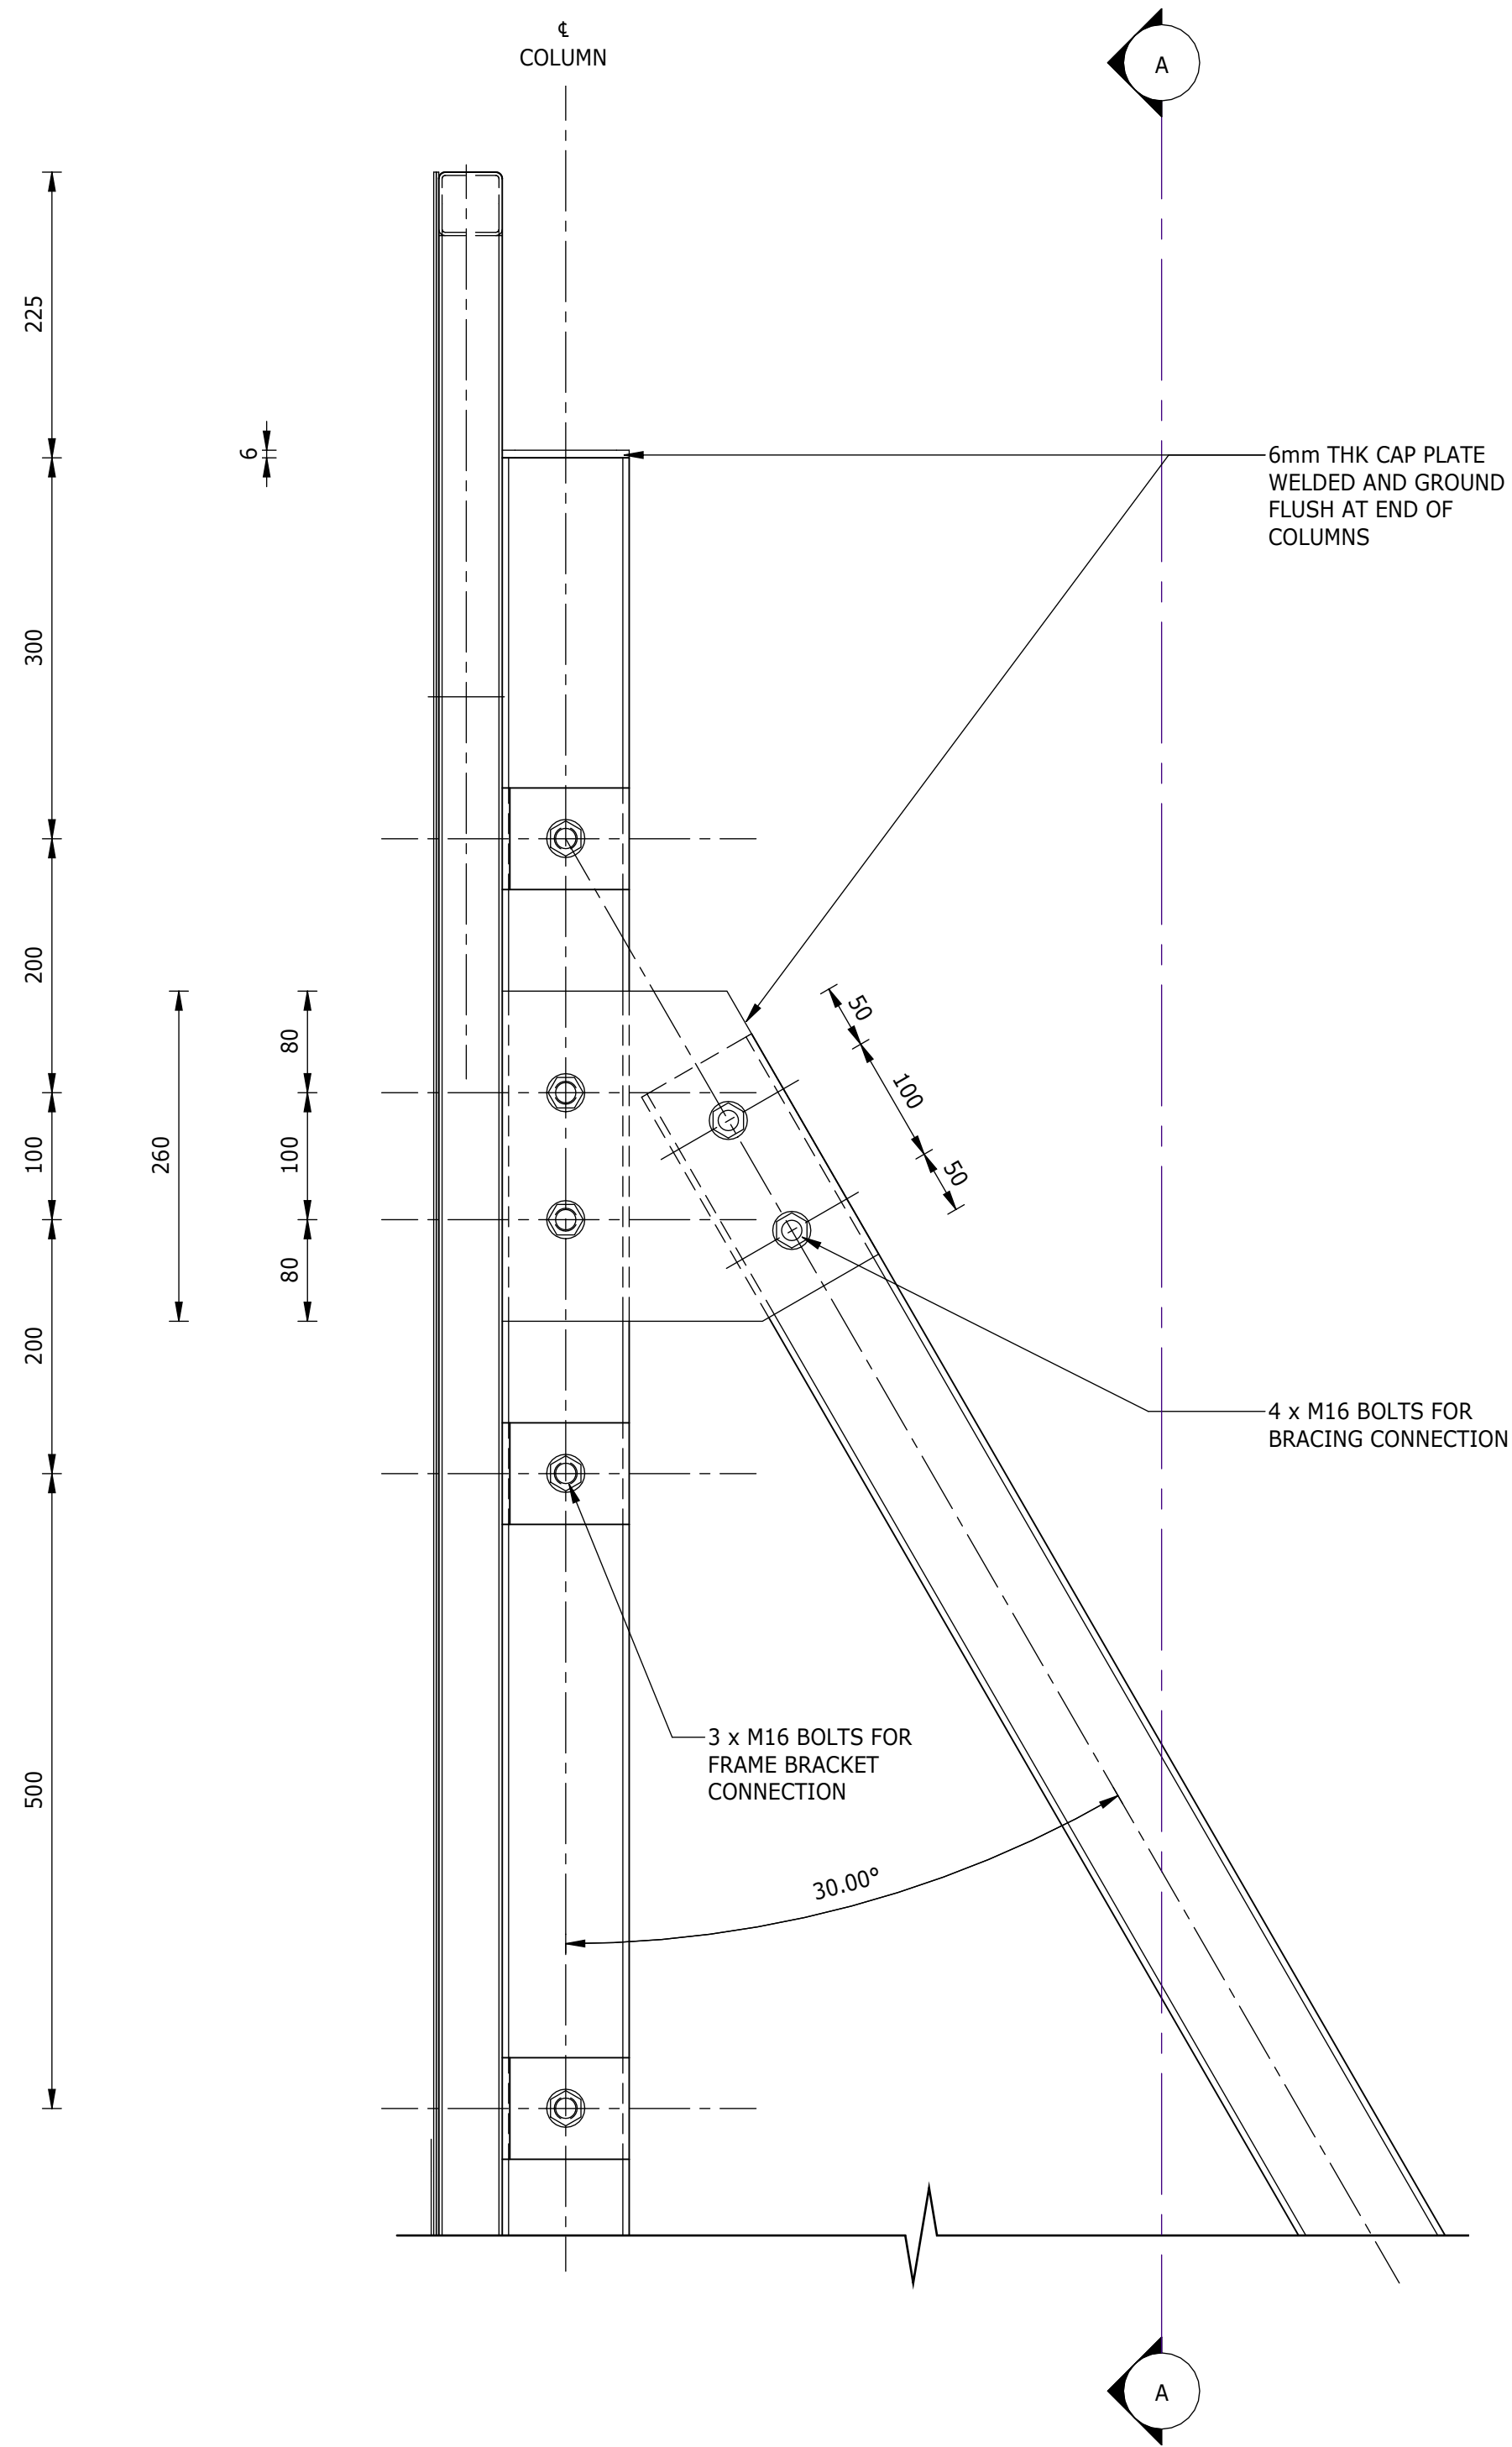 ℄
COLUMN
A
225
6
6mm THK CAP PLATE
WELDED AND GROUND
FLUSH AT END OF
COLUMNS
300
200
50
80
100
100
260
100
50
80
200
4 x M16 BOLTS FOR
BRACING CONNECTION
3 x M16 BOLTS FOR
FRAME BRACKET
CONNECTION
500
30.00°
A